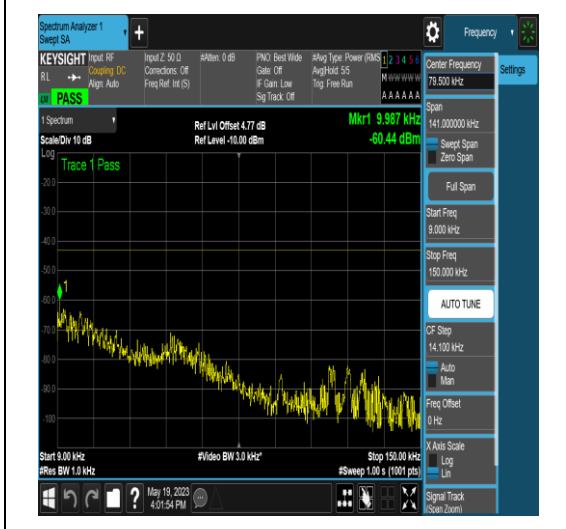 Spectrum Analyzer 1
Swept SA
+
Frequency
KEYSIGHT
RL
PASS
Input: RF
Coupling: DC
Align: Auto
Input Z: 50 Ω
Corrections: Off
Freq Ref: Int (S)
#Atten: 0 dB
PNO: Best Wide
Gate: Off
IF Gain: Low
Sig Track: Off
#Avg Type: Power (RMS
Avg|Hold: 5/5
Trig: Free Run
1 2 3 4 5 6
M W W W W W
A A A A A A
1 Spectrum
Scale/Div 10 dB
Log
Ref Lvl Offset 4.77 dB
Ref Level -10.00 dBm
Mkr1 9.987 kHz
-60.44 dBm
Trace 1 Pass
-20.0
-30.0
-40.0
-50.0
-60.0
-70.0
-80.0
-90.0
-100
1
Start 9.00 kHz
#Res BW 1.0 kHz
#Video BW 3.0 kHz*
Stop 150.00 kHz
#Sweep 1.00 s (1001 pts)
?
May 19, 2023
4:01:54 PM
Center Frequency
79.500 kHz
Settings
Span
141.000000 kHz
Swept Span
Zero Span
Full Span
Start Freq
9.000 kHz
Stop Freq
150.000 kHz
AUTO TUNE
CF Step
14.100 kHz
Auto
Man
Freq Offset
0 Hz
X Axis Scale
Log
Lin
Signal Track
(Span Zoom)